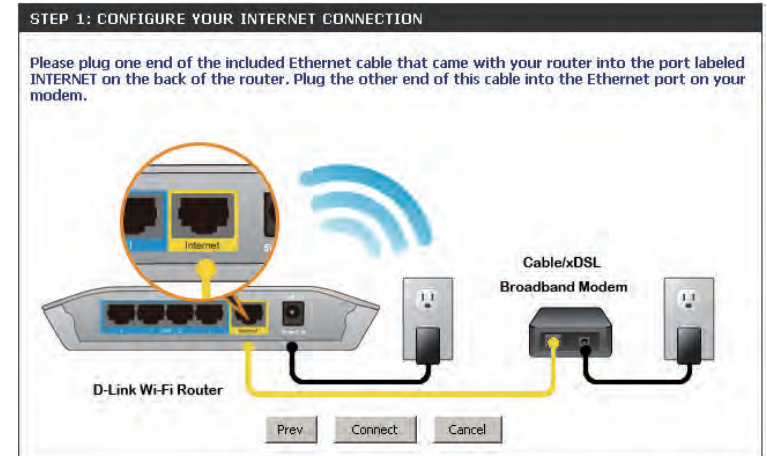 STEP 1: CONFIGURE YOUR INTERNET CONNECTION
Please plug one end of the included Ethernet cable that came with your router into the port labeled
INTERNET on the back of the router. Plug the other end of this cable into the Ethernet port on your
modem.
1
Internet
Cable/xDSL
Broadband Modem
D-Link Wi-Fi Router
Prev
Connect
Cancel